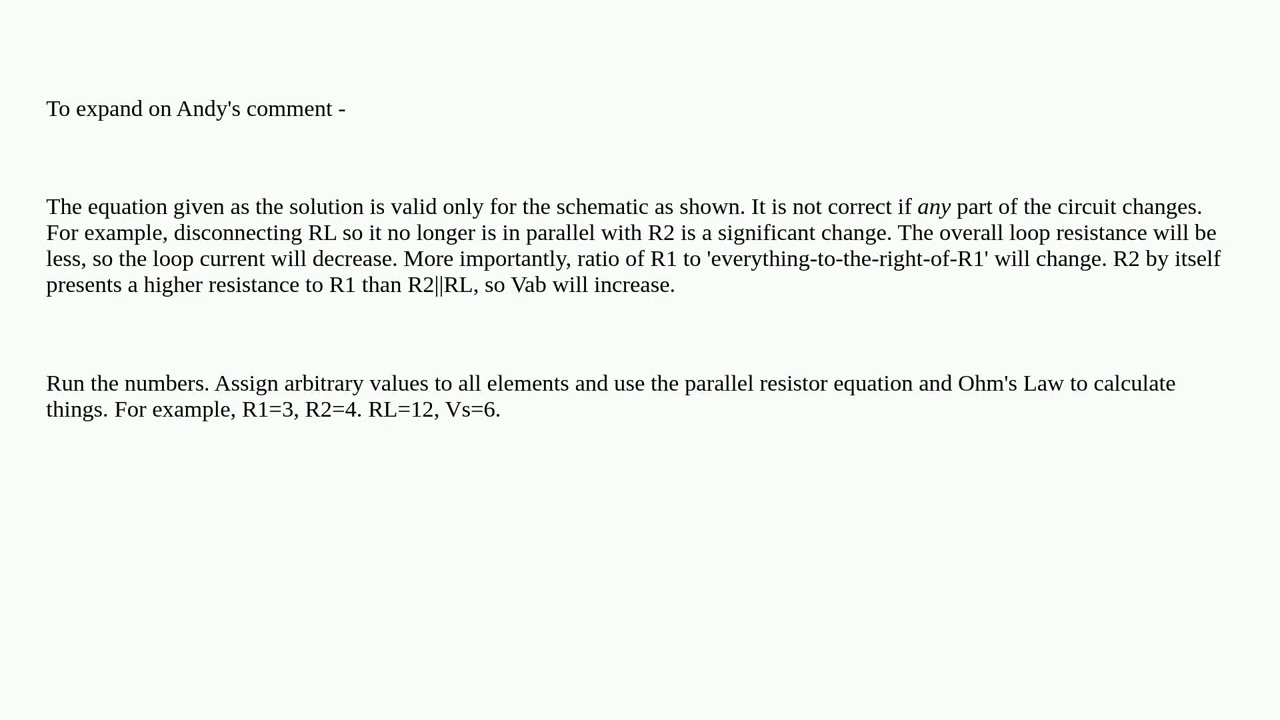 To expand on Andy's comment -
The equation given as the solution is valid only for the schematic as shown. It is not correct if any part of the circuit changes.
For example, disconnecting RL so it no longer is in parallel with R2 is a significant change. The overall loop resistance will be
less, so the loop current will decrease. More importantly, ratio of R1 to 'everything-to-the-right-of-R1' will change. R2 by itself
presents a higher resistance to R1 than R2||RL, so Vab will increase.
Run the numbers. Assign arbitrary values to all elements and use the parallel resistor equation and Ohm's Law to calculate
things. For example, R1=3, R2=4. RL=12, Vs=6.